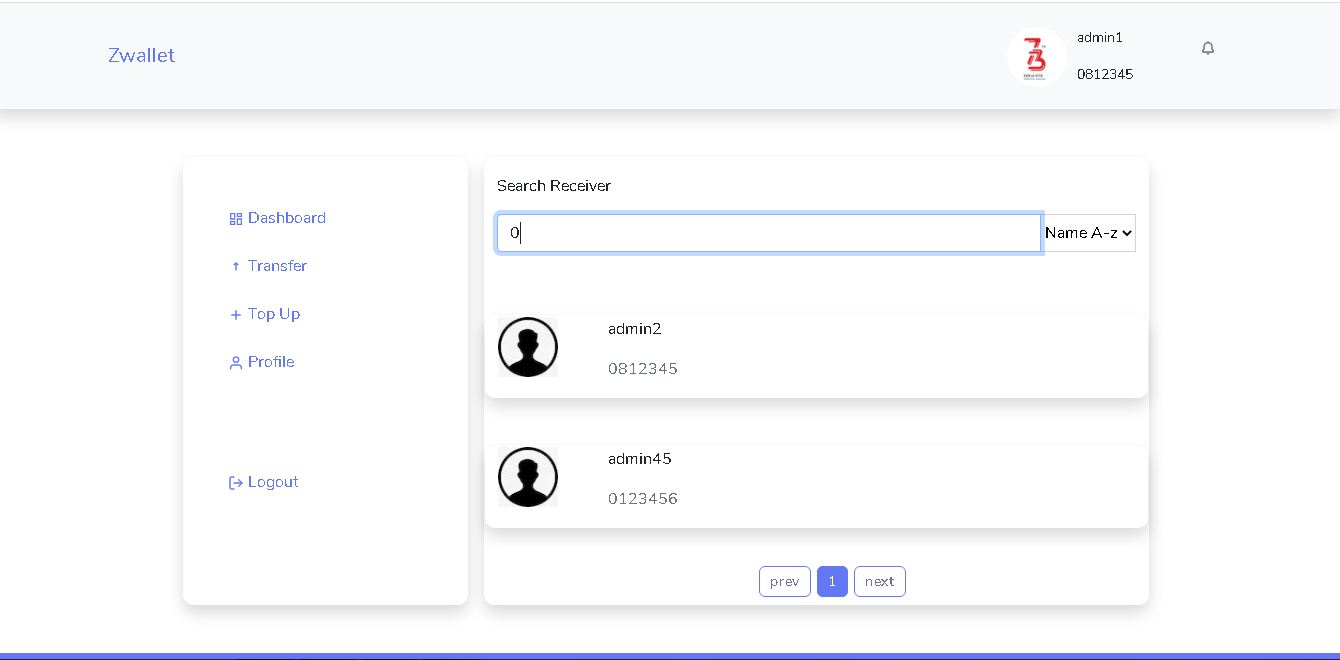 Zwallet
admin1
0812345
Dashboard
Transfer
Top Up
Profile
Logout
Search Receiver
0
Name A-z
admin2
0812345
admin45
0123456
prev 1 next